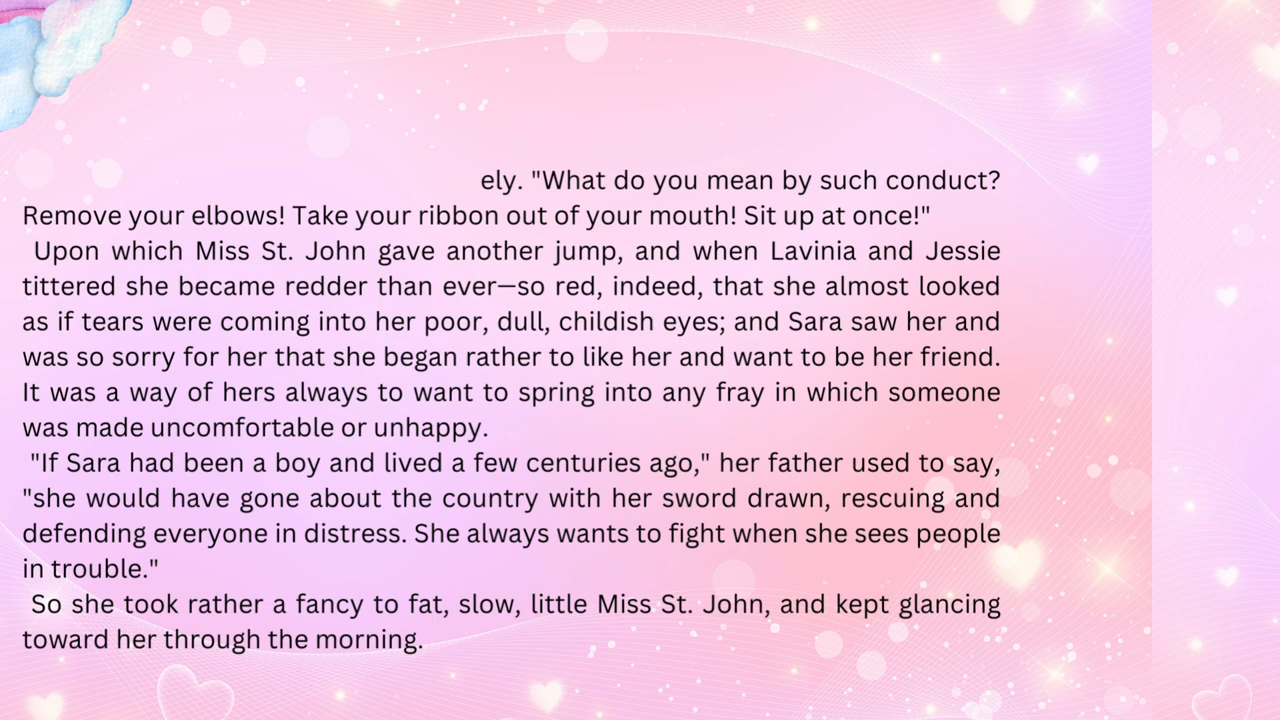 ely. "What do you mean by such conduct?
Remove your elbows! Take your ribbon out of your mouth! Sit up at once!"
Upon which Miss St. John gave another jump, and when Lavinia and Jessie
tittered she became redder than ever—so red, indeed, that she almost looked
as if tears were coming into her poor, dull, childish eyes; and Sara saw her and
was so sorry for her that she began rather to like her and want to be her friend.
It was a way of hers always to want to spring into any fray in which someone
was made uncomfortable or unhappy.
"If Sara had been a boy and lived a few centuries ago," her father used to say,
"she would have gone about the country with her sword drawn, rescuing and
defending everyone in distress. She always wants to fight when she sees people
in trouble."
So she took rather a fancy to fat, slow, little Miss St. John, and kept glancing
toward her through the morning.